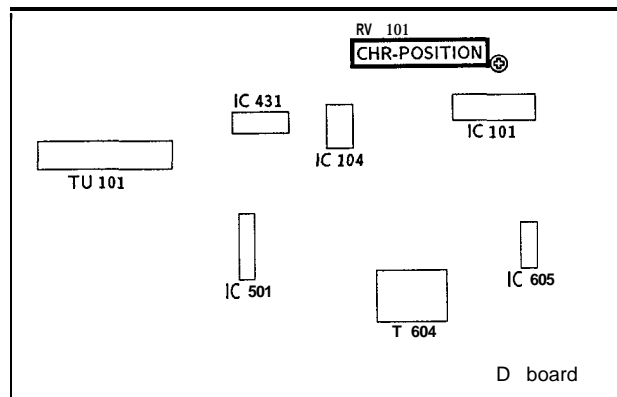 RV 101
CHR-POSITION
IC 431
IC 101
IC 104
TU 101
IC 501
IC 605
T 604
D board